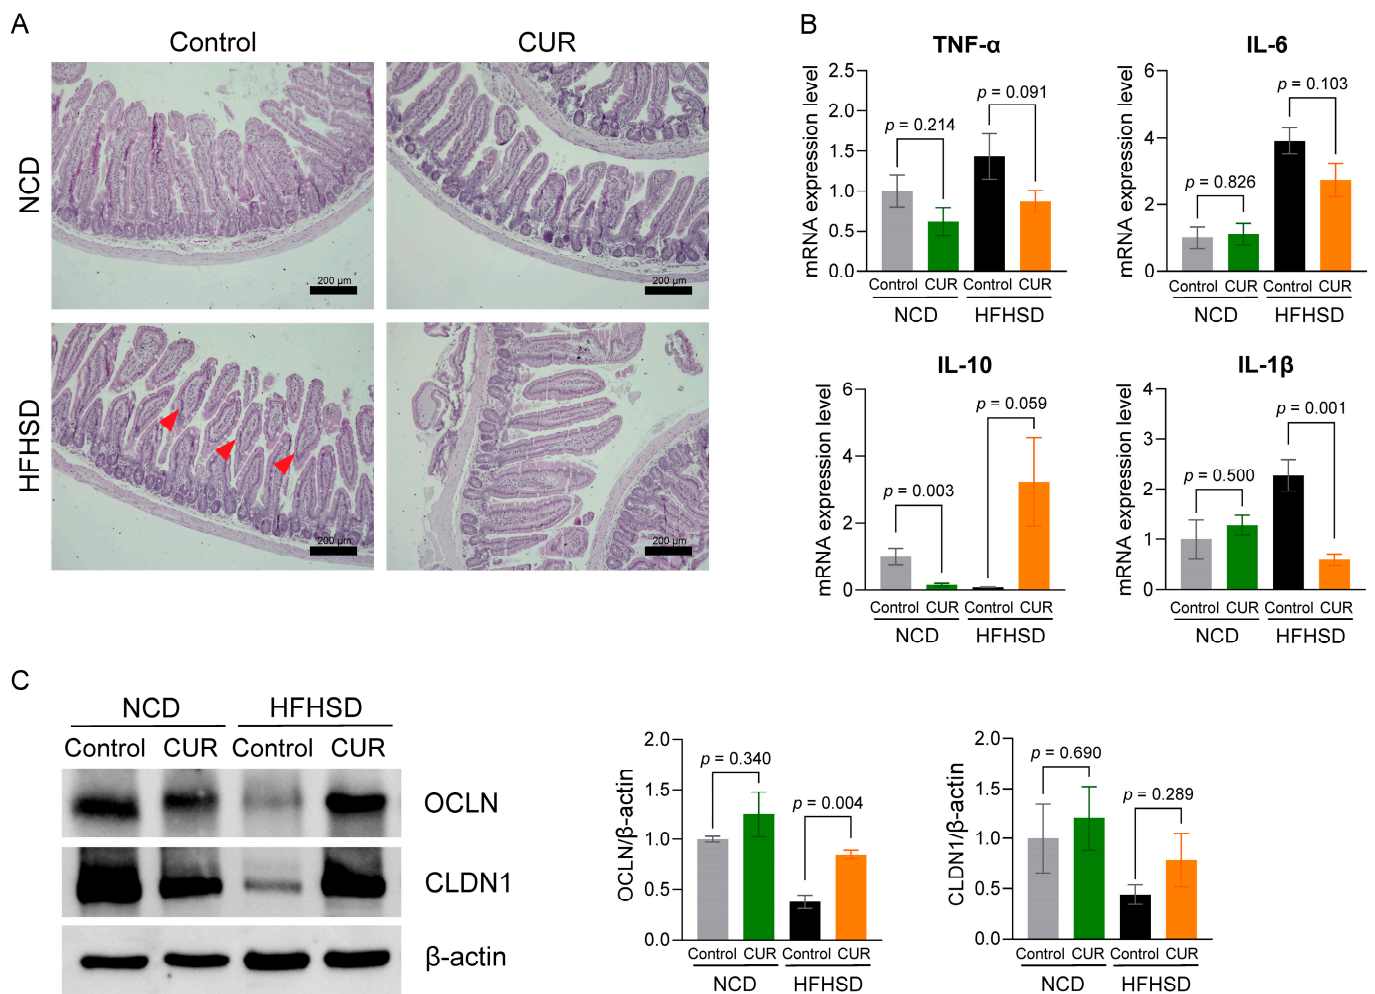 A
Control CUR
NCD
200 µm 200 µm
HFHSD
200 µm 200 µm
B
TNF-α
mRNA expression level
2.5
2.0
1.5
1.0
0.5
0.0
p = 0.214
p = 0.091
Control CUR Control CUR
NCD HFHSD
IL-6
mRNA expression level
6
4
2
0
p = 0.826
p = 0.103
Control CUR Control CUR
NCD HFHSD
IL-10
mRNA expression level
6
4
2
0
p = 0.003
p = 0.059
Control CUR Control CUR
NCD HFHSD
IL-1β
mRNA expression level
4
3
2
1
0
p = 0.500
p = 0.001
Control CUR Control CUR
NCD HFHSD
C
NCD HFHSD
Control CUR Control CUR
OCLN
CLDN1
β-actin
OCLN/β-actin
2.0
1.5
1.0
0.5
0.0
p = 0.340
p = 0.004
Control CUR Control CUR
NCD HFHSD
CLDN1/β-actin
2.0
1.5
1.0
0.5
0.0
p = 0.690
p = 0.289
Control CUR Control CUR
NCD HFHSD